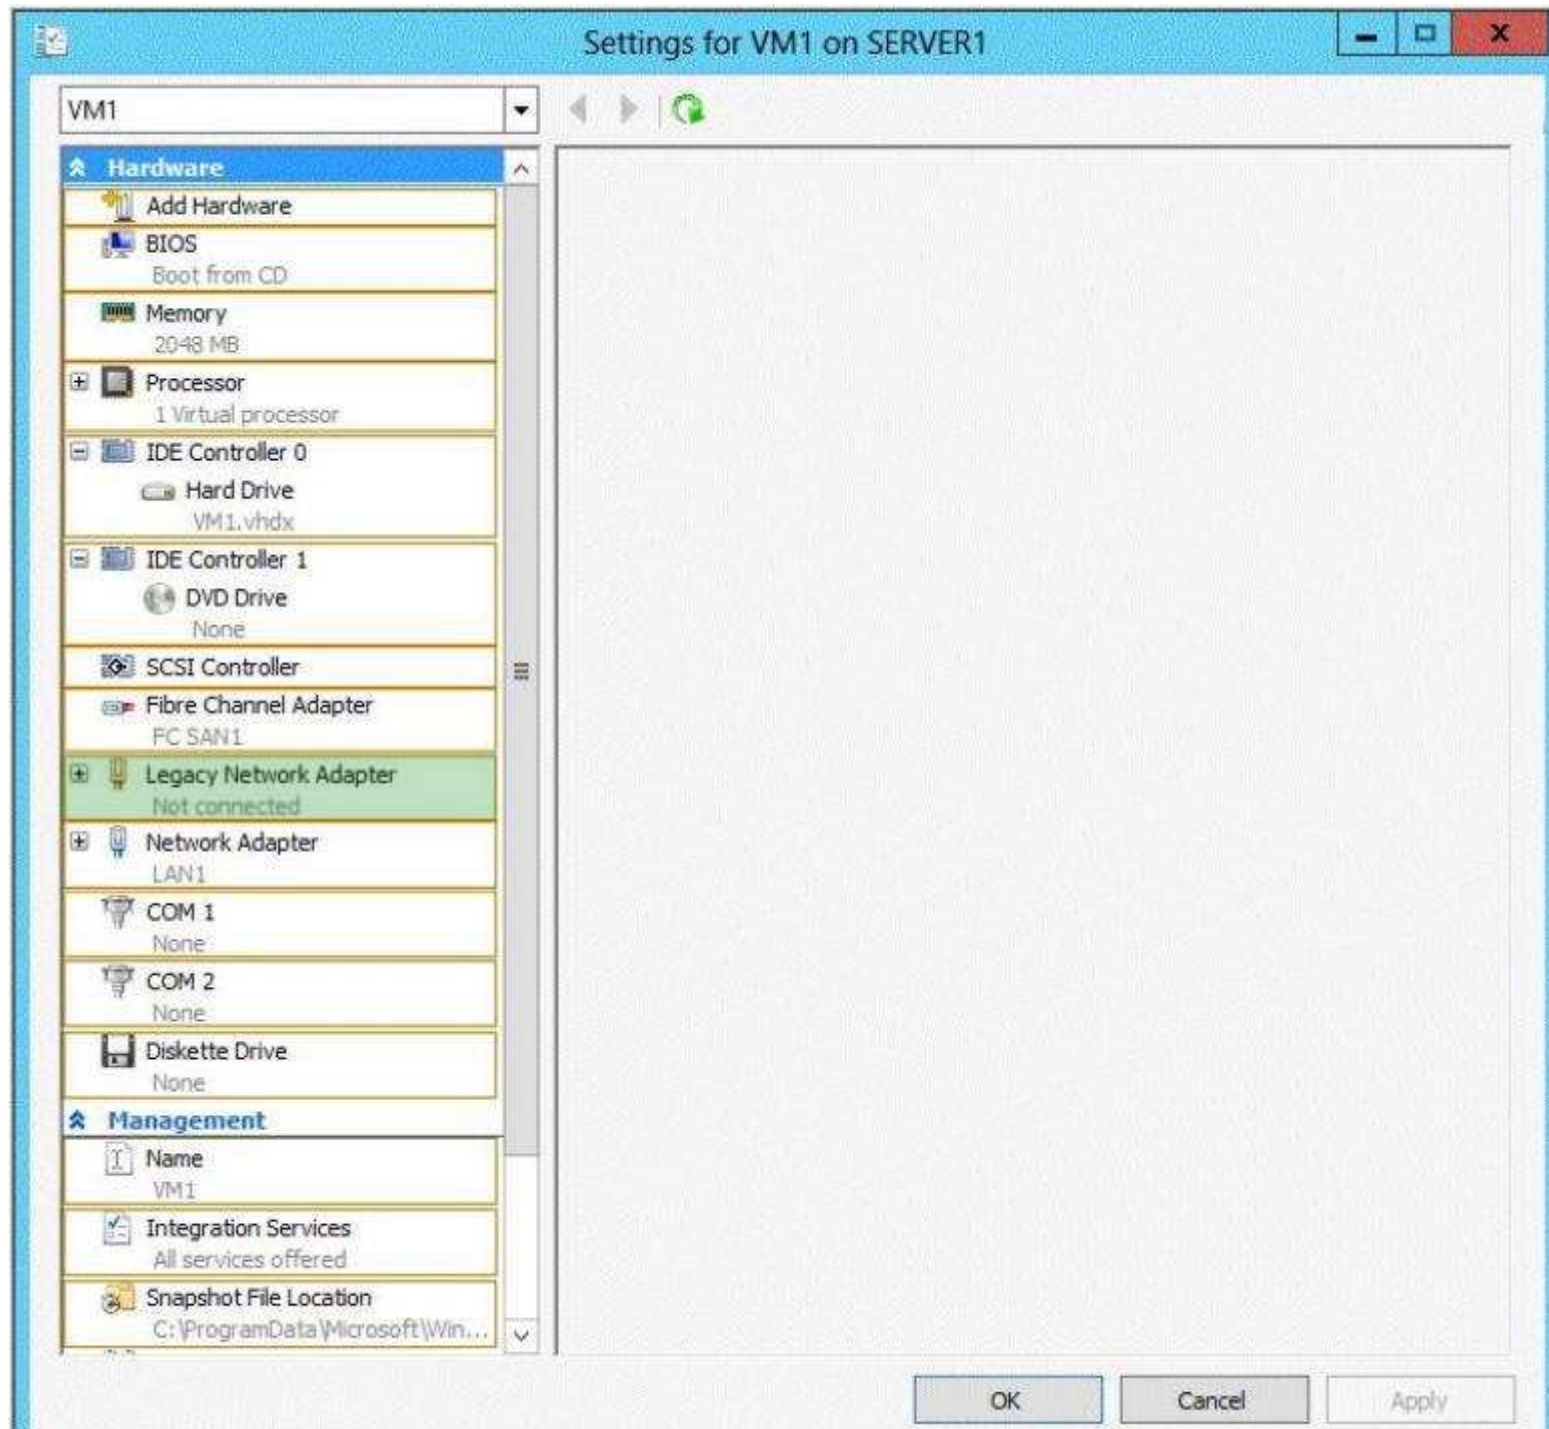 Settings for VM1 on SERVER1
VM1
Hardware
Add Hardware
BIOS
Boot from CD
Memory
2048 MB
Processor
1 Virtual processor
IDE Controller 0
Hard Drive
VM1.vhdx
IDE Controller 1
DVD Drive
None
SCSI Controller
Fibre Channel Adapter
FC SAN1
Legacy Network Adapter
Not connected
Network Adapter
LAN1
COM 1
None
COM 2
None
Diskette Drive
None
Management
Name
VM1
Integration Services
All services offered
Snapshot File Location
C:\ProgramData\Microsoft\Win...
OK Cancel Apply